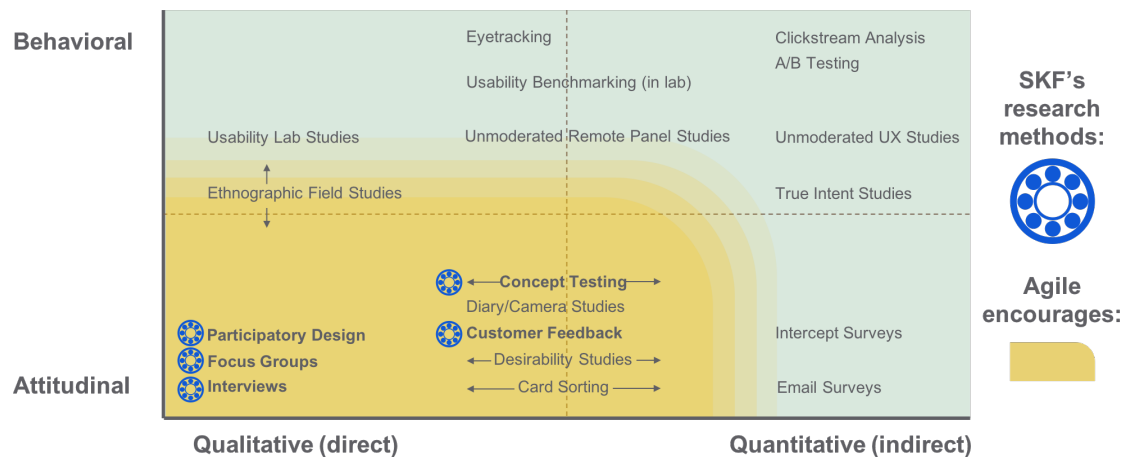 Behavioral
Eyetracking
Clickstream Analysis
A/B Testing
Usability Benchmarking (in lab)
Usability Lab Studies
Unmoderated Remote Panel Studies
Unmoderated UX Studies
Ethnographic Field Studies
True Intent Studies
Concept Testing
Diary/Camera Studies
Participatory Design
Customer Feedback
Intercept Surveys
Focus Groups
Desirability Studies
Attitudinal
Interviews
Card Sorting
Email Surveys
Qualitative (direct)
Quantitative (indirect)
SKF's
research
methods:
Agile
encourages: